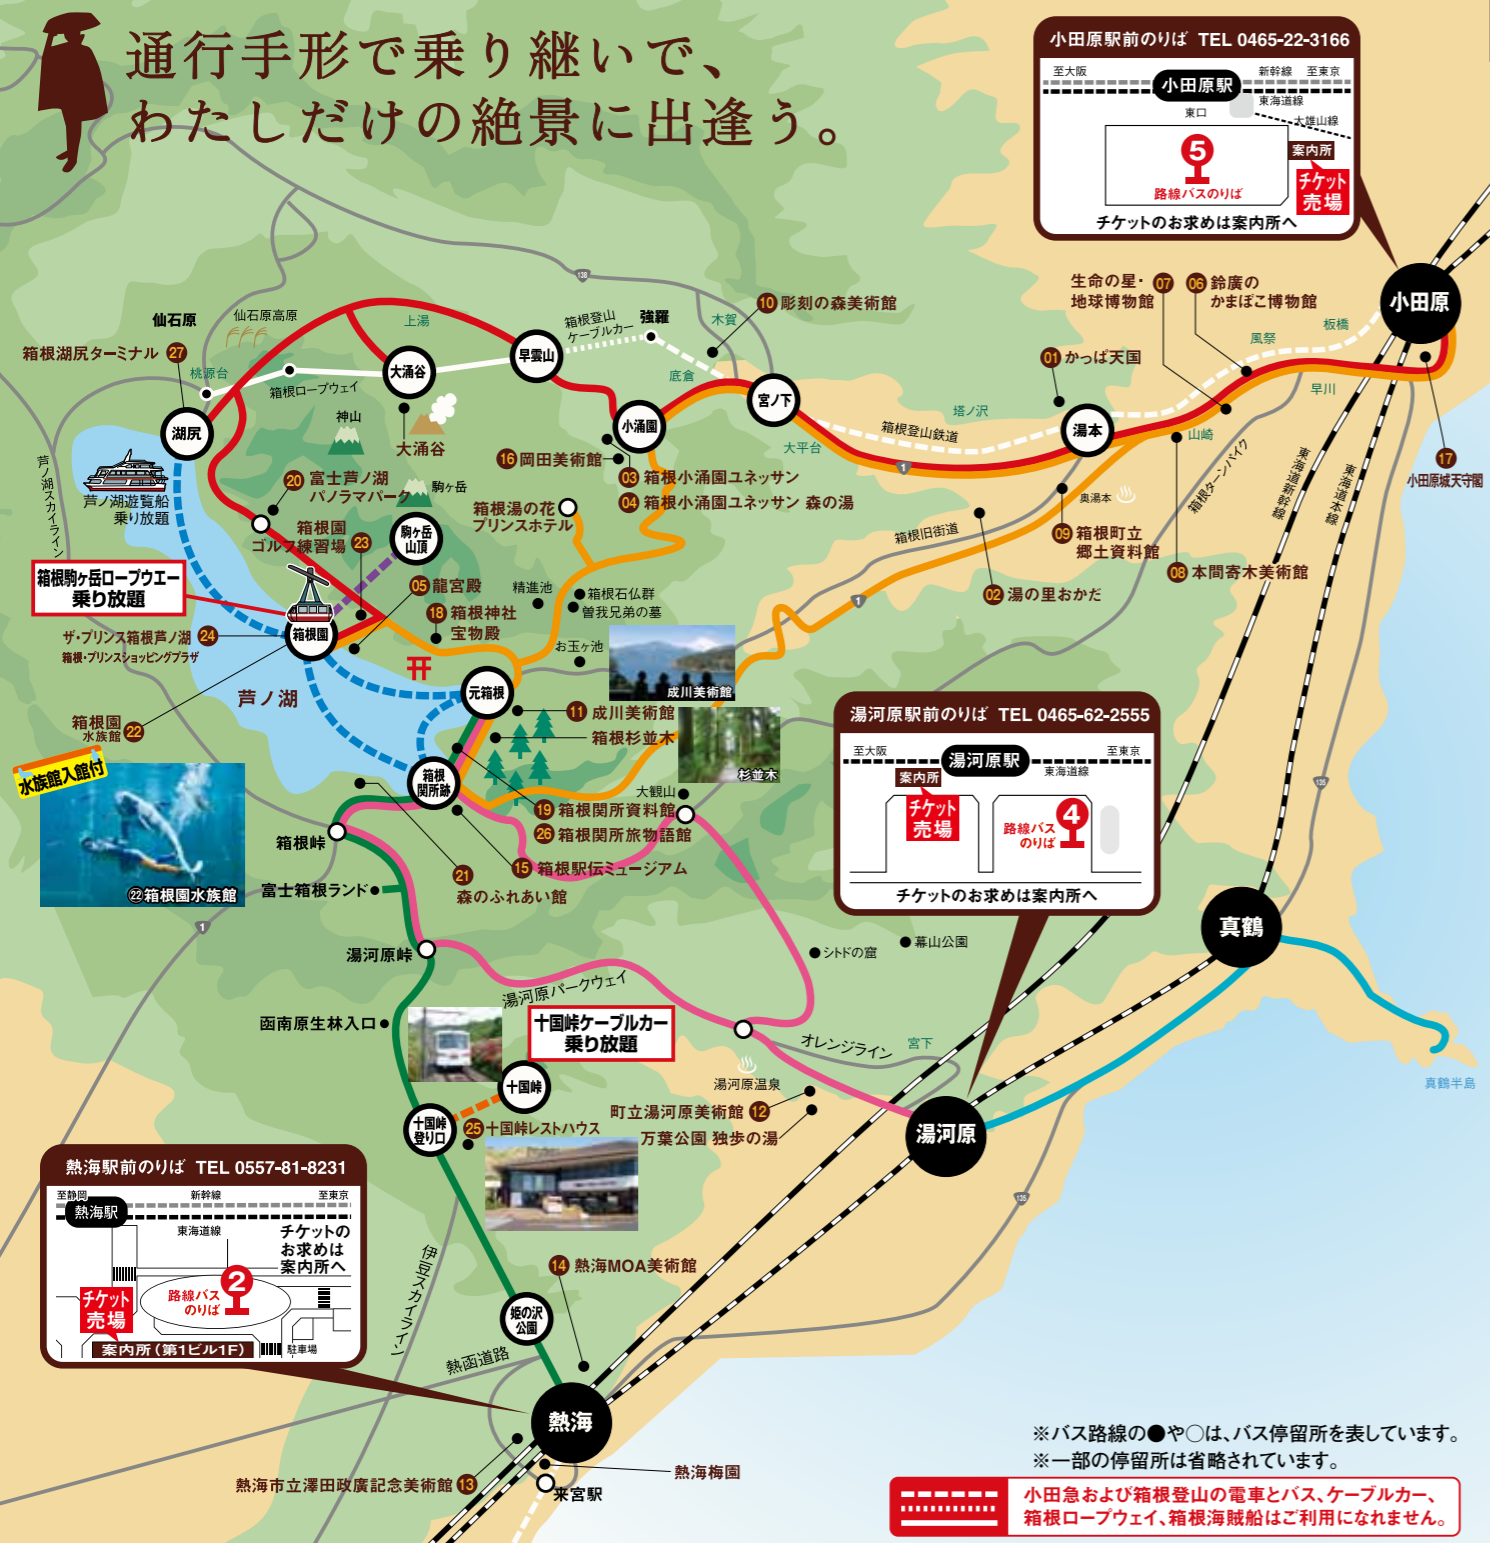 通行手形で乗り継いで、
わたしだけの絶景に出逢う。
小田原駅前のりば TEL 0465-22-3166
至大阪
小田原駅
新幹線
至東京
東海道線
東口
大雄山線
5
路線バスのりば
案内所
チケット
売場
チケットのお求めは案内所へ
小田原
生命の星・
地球博物館
07
06
鈴廣の
かまぼこ博物館
板橋
風祭
早川
01 かっぱ天国
17
小田原城天守閣
10 彫刻の森美術館
138
仙石原
仙石原高原
上湯
箱根登山
ケーブルカー
強羅
木賀
箱根湖尻ターミナル 27
桃源台
箱根ロープウェイ
大涌谷
早雲山
底倉
宮ノ下
湖尻
神山
大涌谷
小涌園
大平台
塔ノ沢
箱根登山鉄道
湯本
山崎
箱根ターンパイク
東海道新幹線
東海道本線
1
芦ノ湖スカイライン
芦ノ湖遊覧船
乗り放題
16 岡田美術館
03 箱根小涌園ユネッサン
04 箱根小涌園ユネッサン 森の湯
20 富士芦ノ湖
パノラマパーク
駒ヶ岳
箱根湯の花
プリンスホテル
奥湯本
箱根園
ゴルフ練習場 23
駒ヶ岳
山頂
箱根旧街道
09 箱根町立
郷土資料館
08 本間寄木美術館
02 湯の里おかだ
箱根駒ヶ岳ロープウエー
乗り放題
05 龍宮殿
精進池
箱根石仏群
曽我兄弟の墓
18 箱根神社
宝物殿
1
ザ・プリンス箱根芦ノ湖 24
箱根・プリンスショッピングプラザ
箱根園
お玉ヶ池
芦ノ湖
元箱根
成川美術館
11 成川美術館
箱根杉並木
杉並木
箱根園
水族館 22
水族館入館付
㉒箱根園水族館
箱根
関所跡
大観山
19 箱根関所資料館
26 箱根関所旅物語館
15 箱根駅伝ミュージアム
21
森のふれあい館
箱根峠
富士箱根ランド
1
湯河原駅前のりば TEL 0465-62-2555
至大阪
湯河原駅
至東京
東海道線
案内所
チケット
売場
路線バス
のりば
4
チケットのお求めは案内所へ
135
真鶴
湯河原峠
湯河原パークウェイ
シトドの窟
幕山公園
函南原生林入口
十国峠ケーブルカー
乗り放題
オレンジライン
宮下
真鶴半島
十国峠
湯河原温泉
町立湯河原美術館 12
万葉公園 独歩の湯
湯河原
十国峠
登り口
25 十国峠レストハウス
135
熱海駅前のりば TEL 0557-81-8231
至静岡
新幹線
至東京
熱海駅
東海道線
チケットの
お求めは
案内所へ
路線バス
のりば
2
チケット
売場
案内所（第1ビル1F）
駐車場
伊豆スカイライン
14 熱海MOA美術館
姫の沢
公園
熱函道路
熱海
熱海市立澤田政廣記念美術館 13
熱海梅園
来宮駅
※バス路線の●や○は、バス停留所を表しています。
※一部の停留所は省略されています。
小田急および箱根登山の電車とバス、ケーブルカー、
箱根ロープウェイ、箱根海賊船はご利用になれません。